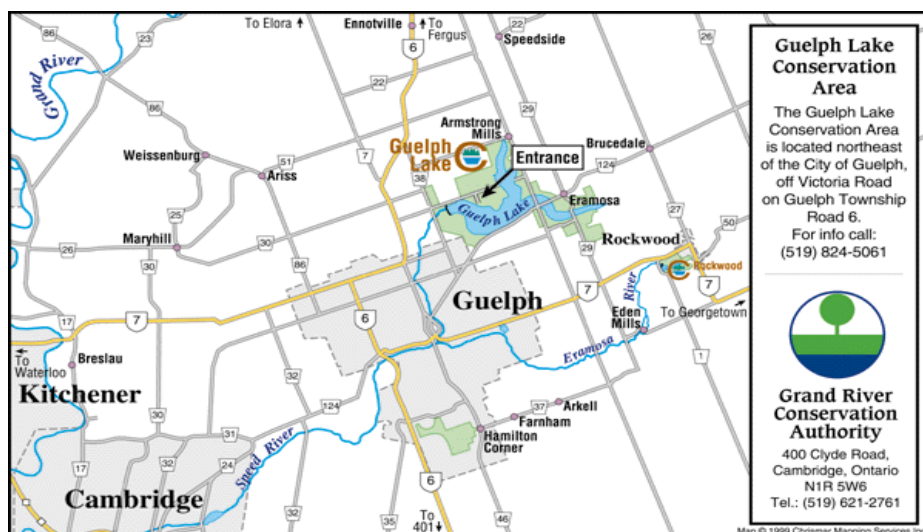 To Elora
Ennotville
To
Fergus
22
Speedside
86
23
6
26
Grand River
22
29
86
Armstrong
Mills
Weissenburg
Guelph
Lake
Entrance
Brucedale
51
124
Ariss
38
Eramosa
25
Guelph Lake
27
Maryhill
30
50
26
30
86
29
Rockwood
Rockwood
7
7
17
6
Guelph
River
Eden
Mills
To Georgetown
7
To
Waterloo
Breslau
Eramosa
1
32
Kitchener
124
37
Arkell
Farnham
30
31
Hamilton
Corner
17
32
24
Speed River
Cambridge
6
32
To
401
35
46
Guelph Lake
Conservation
Area
The Guelph Lake
Conservation Area
is located northeast
of the City of Guelph,
off Victoria Road
on Guelph Township
Road 6.
For info call:
(519) 824-5061
Grand River
Conservation
Authority
400 Clyde Road,
Cambridge, Ontario
N1R 5W6
Tel.: (519) 621-2761
Map © 1999 Chrismar Mapping Services